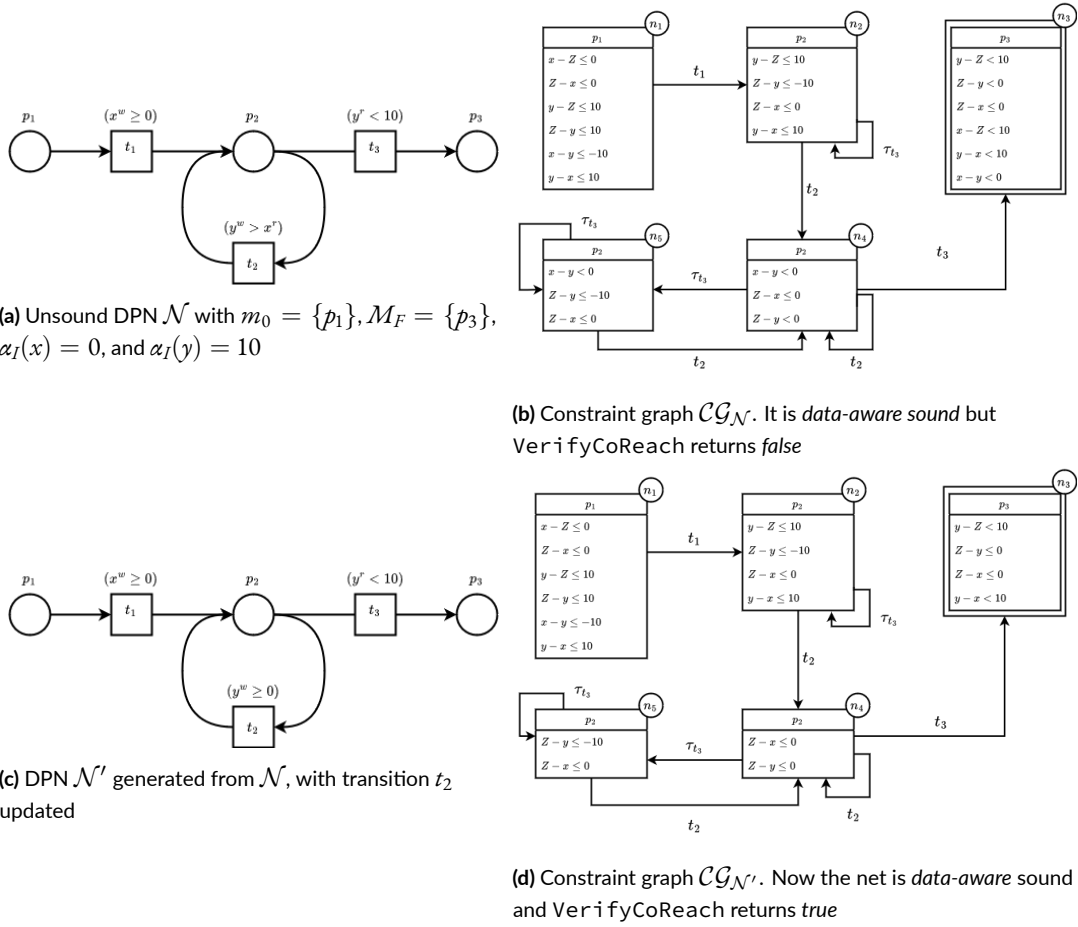 p₁
(xʷ ≥ 0)
t₁
p₂
(yʳ < 10)
t₃
p₃
(yʷ > xʳ)
t₂
(a) Unsound DPN 𝒩 with m₀ = {p₁}, M_F = {p₃},
α_I(x) = 0, and α_I(y) = 10
n₁
p₁
x − Z ≤ 0
Z − x ≤ 0
y − Z ≤ 10
Z − y ≤ 10
x − y ≤ −10
y − x ≤ 10
t₁
n₂
p₂
y − Z ≤ 10
Z − y ≤ −10
Z − x ≤ 0
y − x ≤ 10
τ_t₃
t₂
n₃
p₃
y − Z < 10
Z − y < 0
Z − x ≤ 0
x − Z < 10
y − x < 10
x − y < 0
τ_t₃
n₅
p₂
x − y < 0
Z − y ≤ −10
Z − x ≤ 0
τ_t₃
n₄
p₂
x − y < 0
Z − x ≤ 0
Z − y < 0
t₃
t₂
t₂
(b) Constraint graph 𝒞𝒢_𝒩. It is data-aware sound but
VerifyCoReach returns false
p₁
(xʷ ≥ 0)
t₁
p₂
(yʳ < 10)
t₃
p₃
(yʷ ≥ 0)
t₂
(c) DPN 𝒩′ generated from 𝒩, with transition t₂
updated
n₁
p₁
x − Z ≤ 0
Z − x ≤ 0
y − Z ≤ 10
Z − y ≤ 10
x − y ≤ −10
y − x ≤ 10
t₁
n₂
p₂
y − Z ≤ 10
Z − y ≤ −10
Z − x ≤ 0
y − x ≤ 10
τ_t₃
t₂
n₃
p₃
y − Z < 10
Z − y ≤ 0
Z − x ≤ 0
y − x < 10
τ_t₃
n₅
p₂
Z − y ≤ −10
Z − x ≤ 0
τ_t₃
n₄
p₂
Z − x ≤ 0
Z − y ≤ 0
t₃
t₂
t₂
(d) Constraint graph 𝒞𝒢_𝒩′. Now the net is data-aware sound
and VerifyCoReach returns true